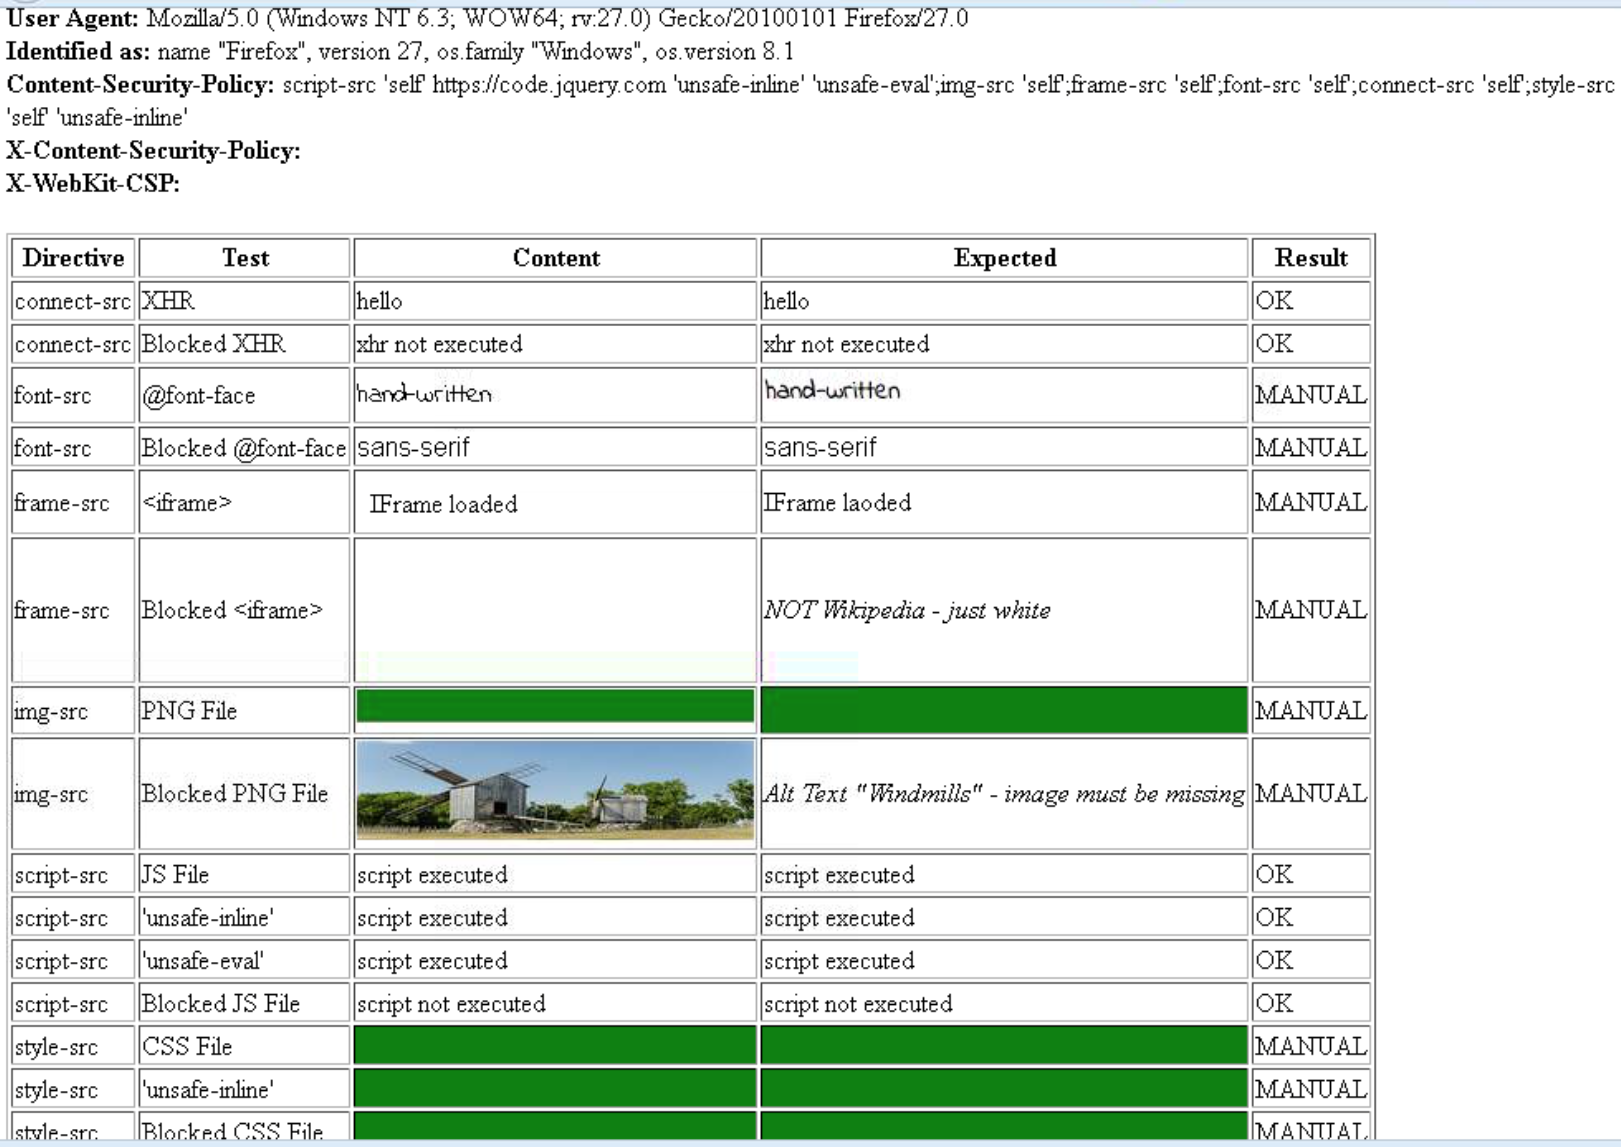 User Agent: Mozilla/5.0 (Windows NT 6.3; WOW64; rv:27.0) Gecko/20100101 Firefox/27.0
Identified as: name "Firefox", version 27, os.family "Windows", os.version 8.1
Content-Security-Policy: script-src 'self' https://code.jquery.com 'unsafe-inline' 'unsafe-eval';img-src 'self';frame-src 'self';font-src 'self';connect-src 'self';style-src
'self' 'unsafe-inline'
X-Content-Security-Policy:
X-WebKit-CSP:
Directive Test Content Expected Result
connect-src XHR hello hello OK
connect-src Blocked XHR xhr not executed xhr not executed OK
font-src @font-face hand-written hand-written MANUAL
font-src Blocked @font-face sans-serif sans-serif MANUAL
frame-src <iframe> IFrame loaded IFrame laoded MANUAL
frame-src Blocked <iframe> NOT Wikipedia - just white MANUAL
img-src PNG File MANUAL
img-src Blocked PNG File Alt Text "Windmills" - image must be missing MANUAL
script-src JS File script executed script executed OK
script-src 'unsafe-inline' script executed script executed OK
script-src 'unsafe-eval' script executed script executed OK
script-src Blocked JS File script not executed script not executed OK
style-src CSS File MANUAL
style-src 'unsafe-inline' MANUAL
style-src Blocked CSS File MANUAL